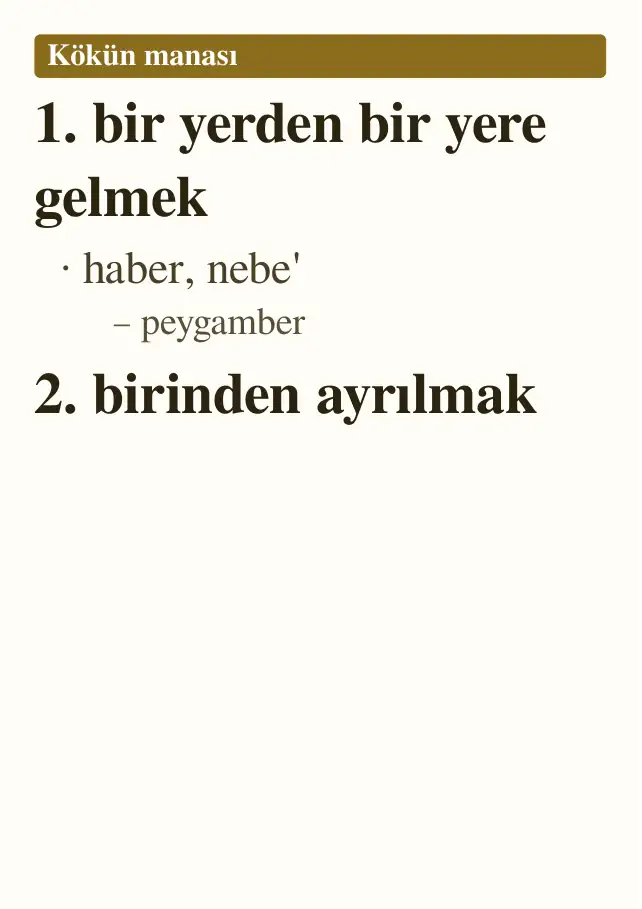 Kökün manası
1. bir yerden bir yere
gelmek
· haber, nebe'
– peygamber
2. birinden ayrılmak